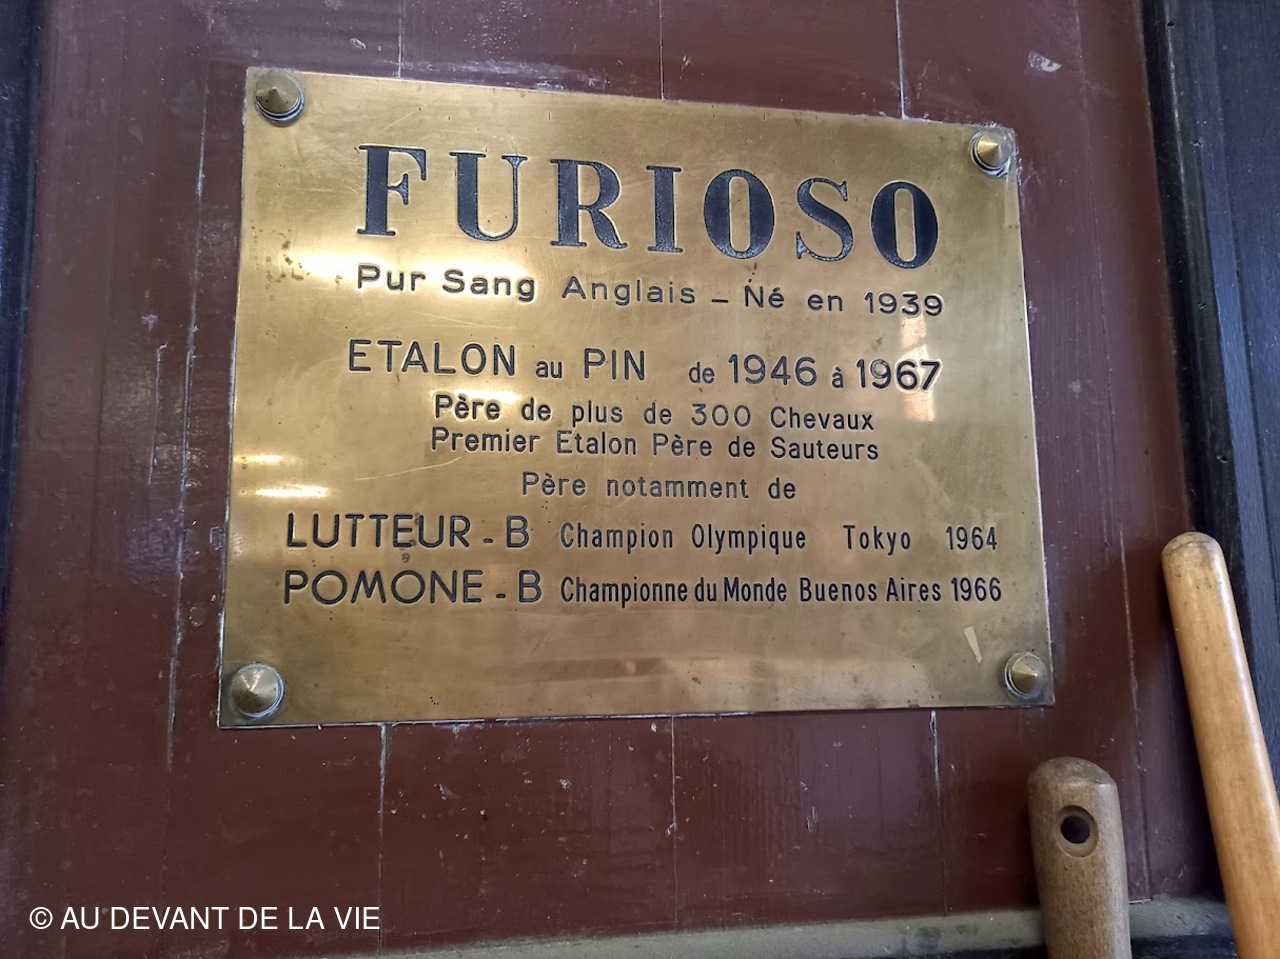 FURIOSO
Pur Sang Anglais - Né en 1939
ETALON au PIN de 1946 à 1967
Père de plus de 300 Chevaux
Premier Etalon Père de Sauteurs
Père notamment de
LUTTEUR - B Champion Olympique Tokyo 1964
POMONE - B Championne du Monde Buenos Aires 1966
© AU DEVANT DE LA VIE